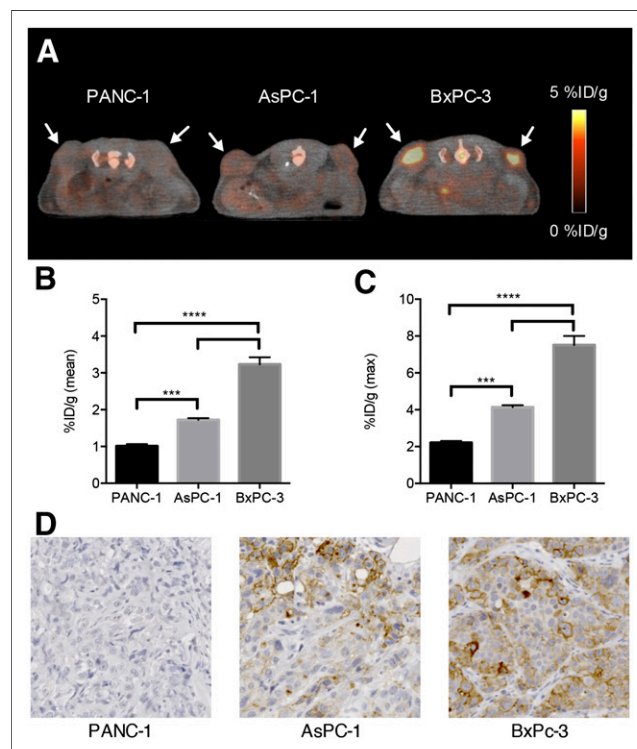 A
PANC-1 AsPC-1 BxPC-3
5 %ID/g
0 %ID/g
B
%ID/g (mean)
5
4
3
2
1
0
****
***
PANC-1 AsPC-1 BxPC-3
C
%ID/g (max)
10
8
6
4
2
0
****
***
PANC-1 AsPC-1 BxPC-3
D
PANC-1 AsPC-1 BxPc-3